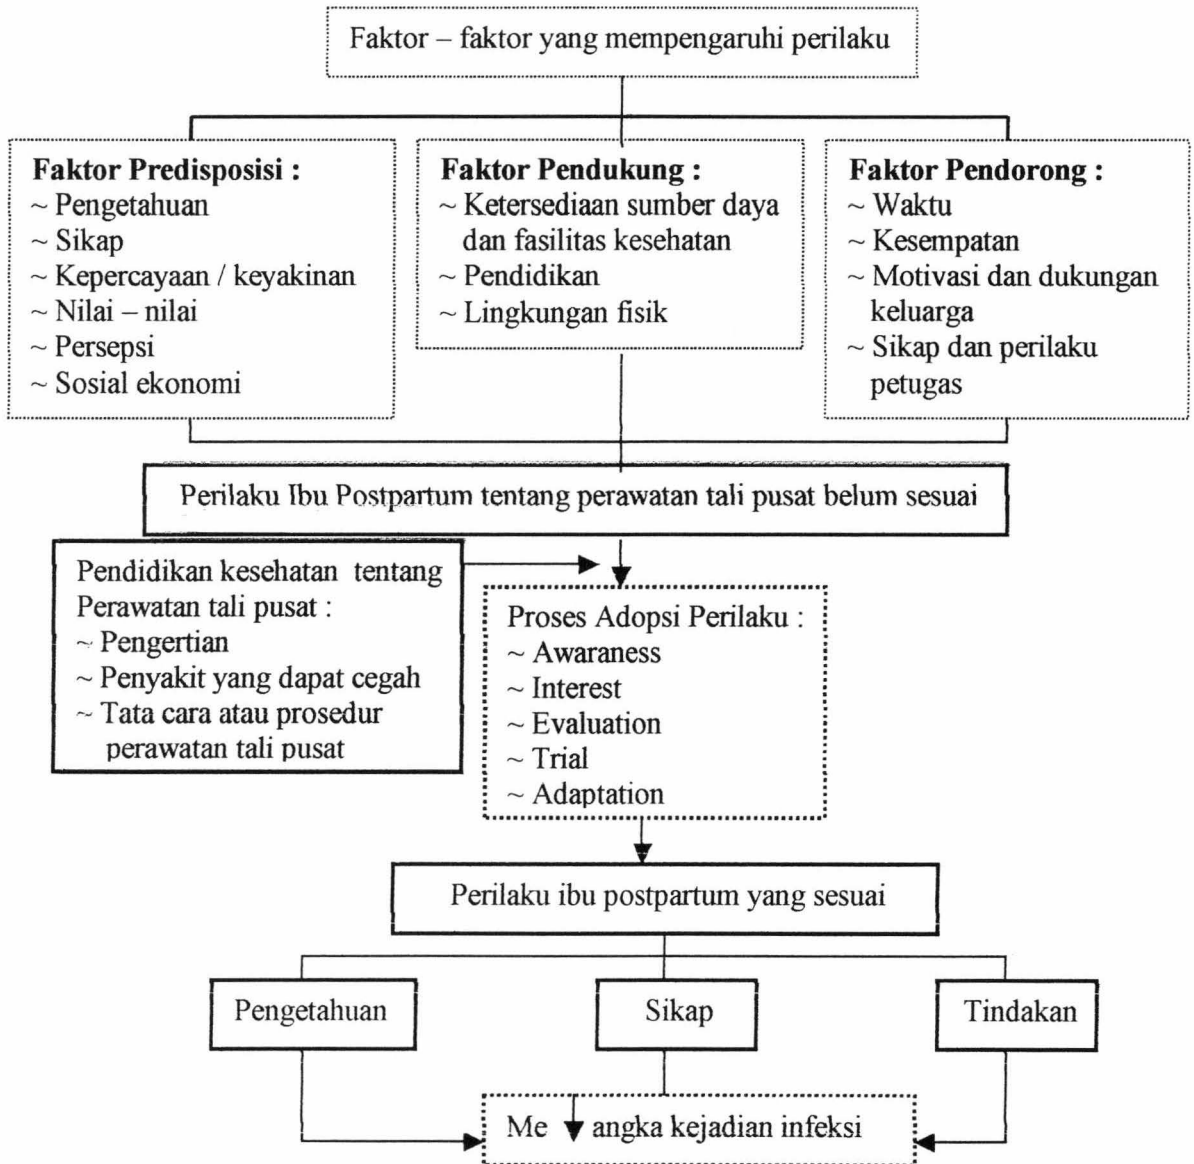 Faktor – faktor yang mempengaruhi perilaku
Faktor Predisposisi :
~ Pengetahuan
~ Sikap
~ Kepercayaan / keyakinan
~ Nilai – nilai
~ Persepsi
~ Sosial ekonomi
Faktor Pendukung :
~ Ketersediaan sumber daya
dan fasilitas kesehatan
~ Pendidikan
~ Lingkungan fisik
Faktor Pendorong :
~ Waktu
~ Kesempatan
~ Motivasi dan dukungan
keluarga
~ Sikap dan perilaku
petugas
Perilaku Ibu Postpartum tentang perawatan tali pusat belum sesuai
Pendidikan kesehatan tentang
Perawatan tali pusat :
~ Pengertian
~ Penyakit yang dapat cegah
~ Tata cara atau prosedur
perawatan tali pusat
Proses Adopsi Perilaku :
~ Awaraness
~ Interest
~ Evaluation
~ Trial
~ Adaptation
Perilaku ibu postpartum yang sesuai
Pengetahuan
Sikap
Tindakan
Me ↓ angka kejadian infeksi